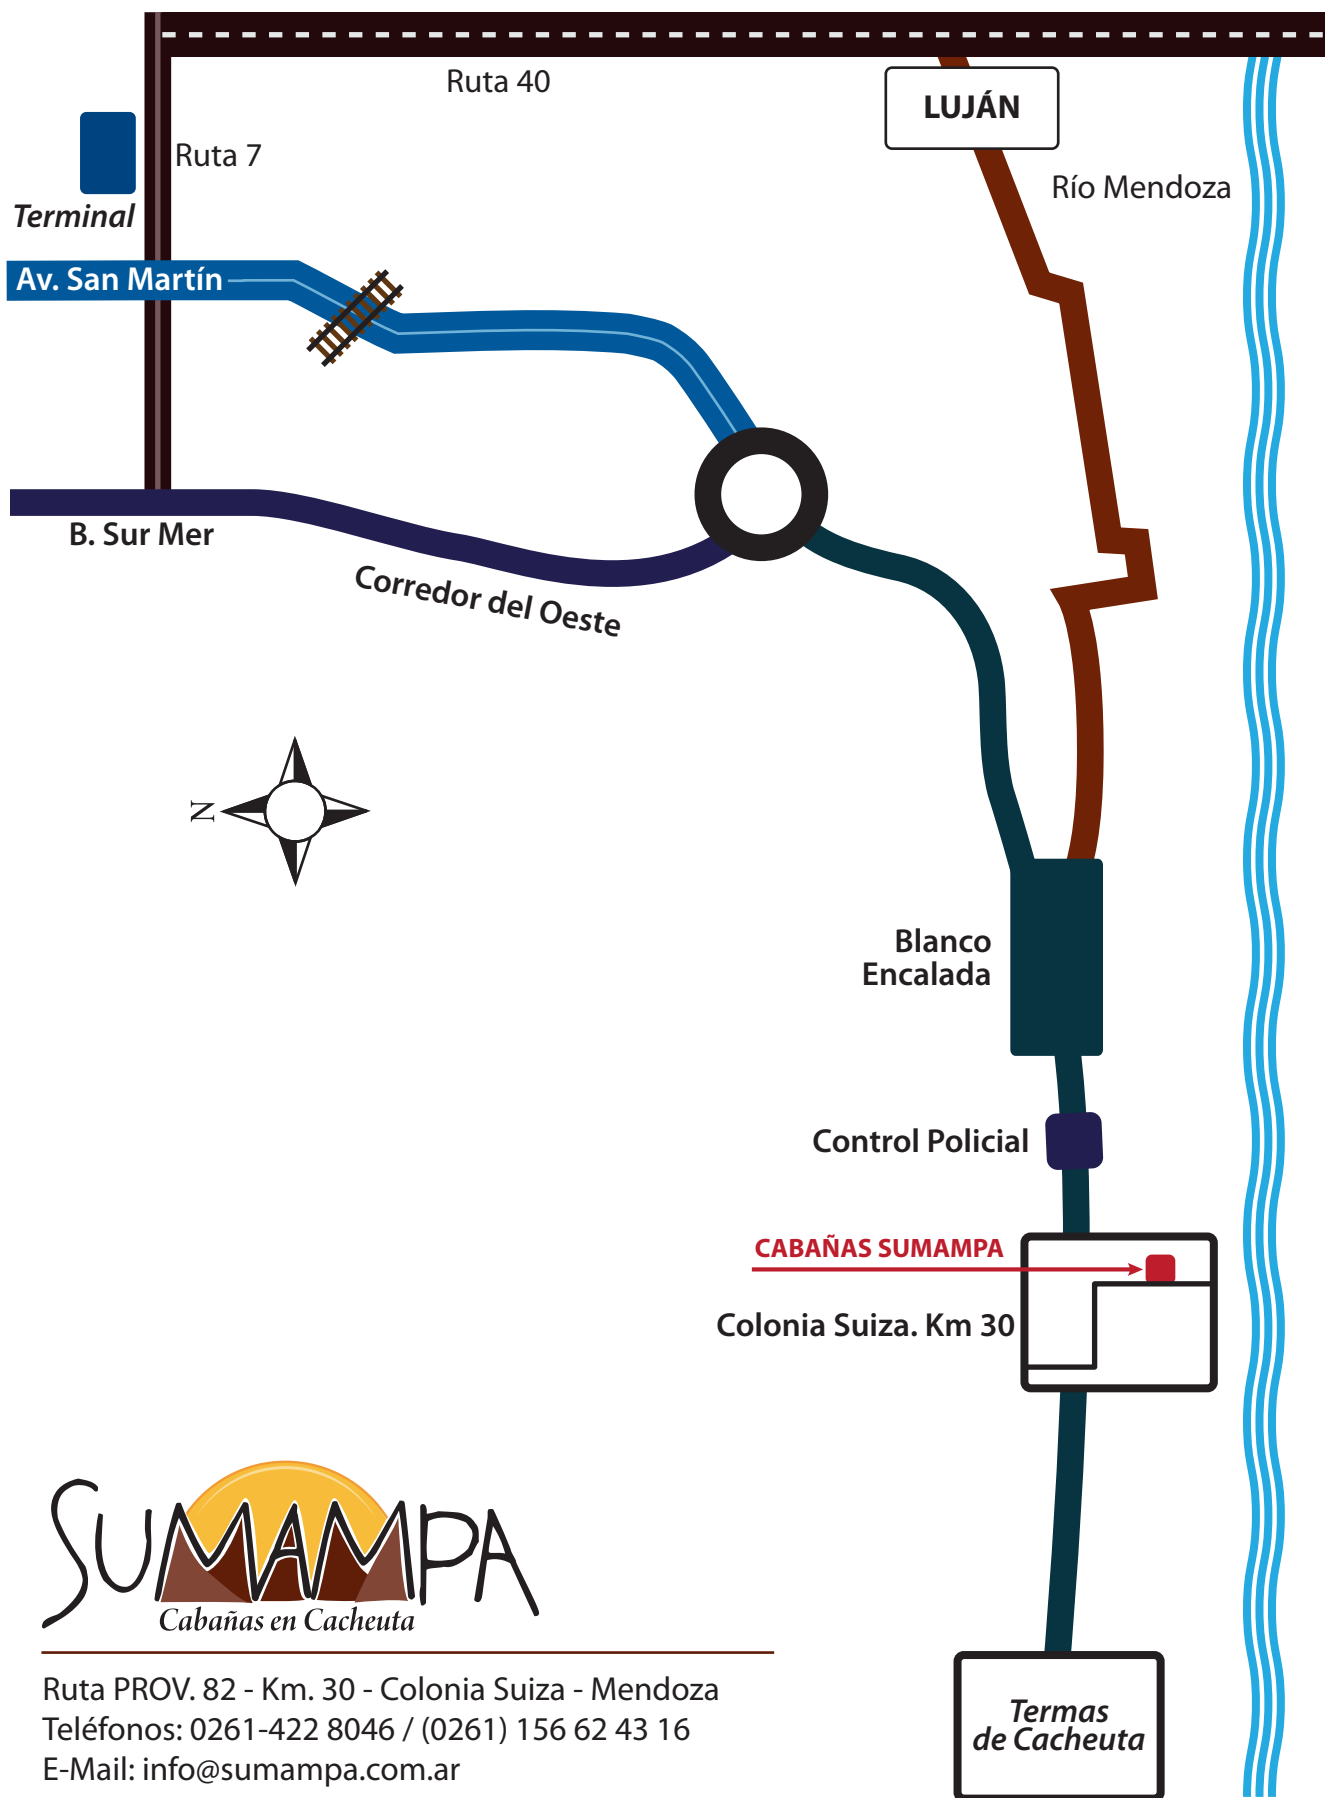 Ruta 40
LUJÁN
Ruta 7
Río Mendoza
Terminal
Av. San Martín
B. Sur Mer
Corredor del Oeste
N
Blanco
Encalada
Control Policial
CABAÑAS SUMAMPA
Colonia Suiza. Km 30
SUMAMPA
Cabañas en Cacheuta
Ruta PROV. 82 - Km. 30 - Colonia Suiza - Mendoza
Teléfonos: 0261-422 8046 / (0261) 156 62 43 16
E-Mail: info@sumampa.com.ar
Termas
de Cacheuta